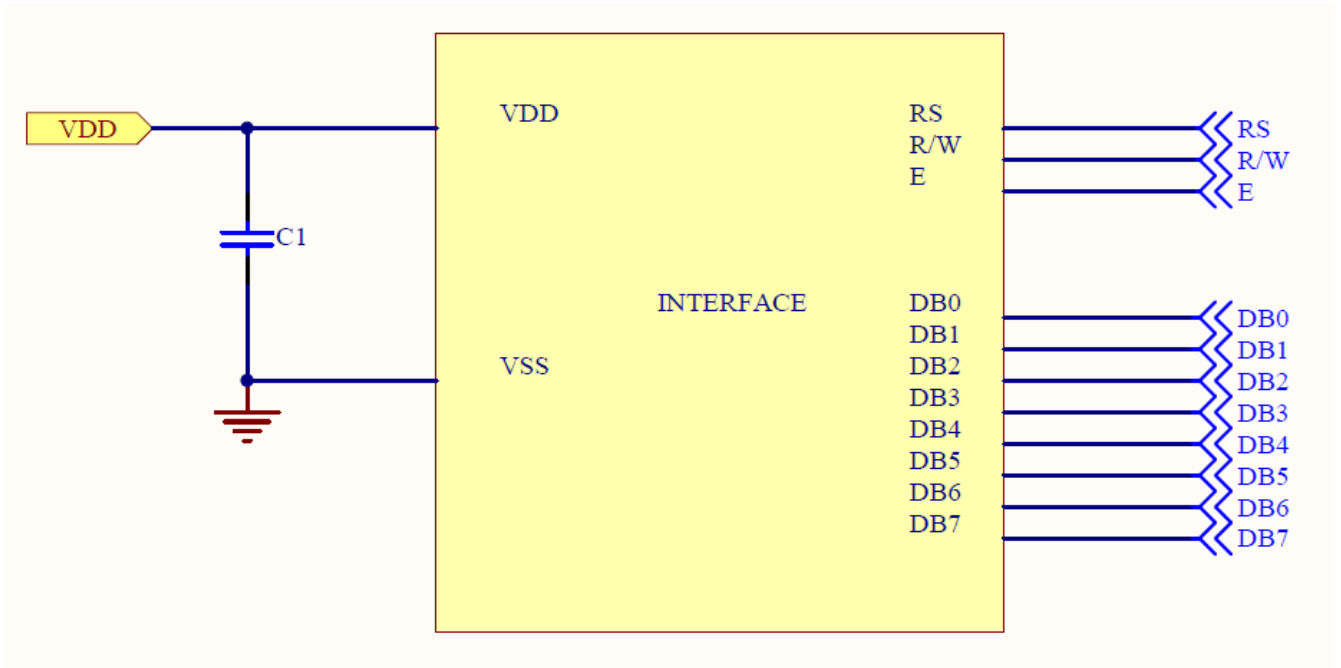 VDD
C1
VDD
VSS
INTERFACE
RS
R/W
E
DB0
DB1
DB2
DB3
DB4
DB5
DB6
DB7
RS
R/W
E
DB0
DB1
DB2
DB3
DB4
DB5
DB6
DB7